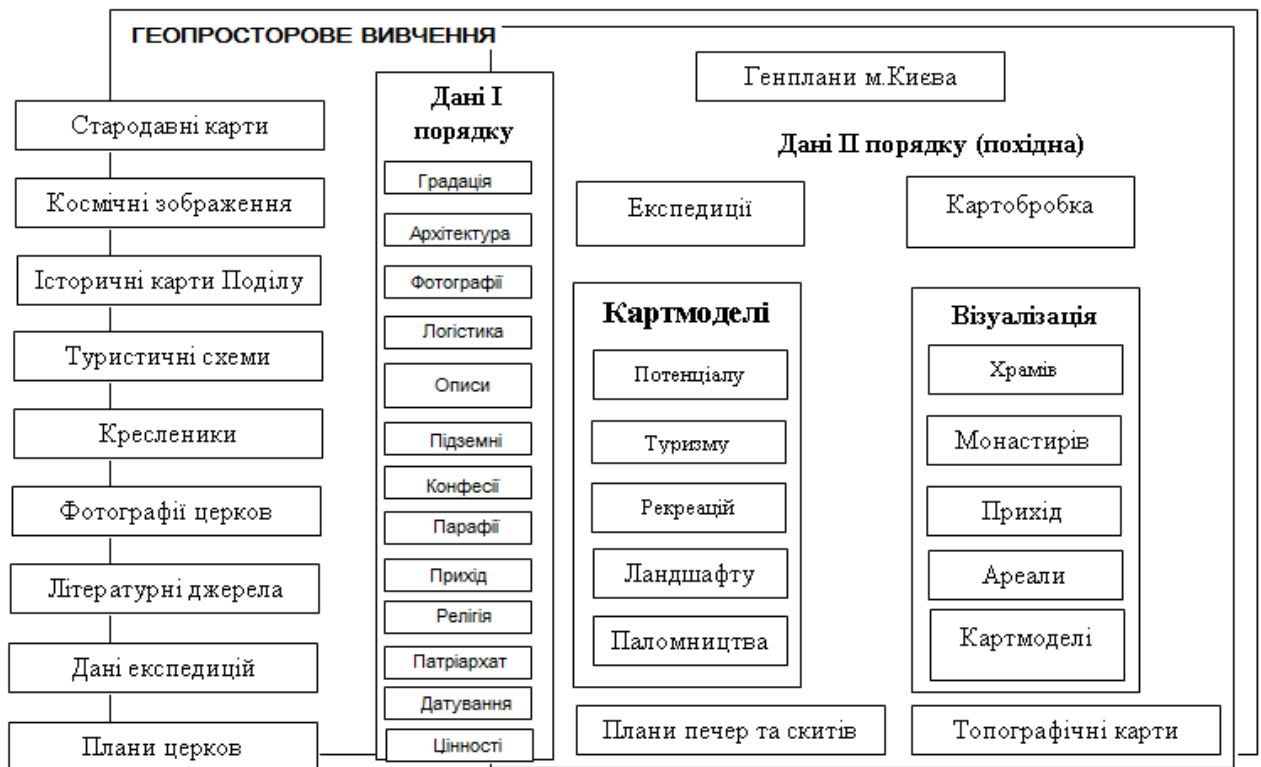 ГЕОПРОСТОРОВЕ ВИВЧЕННЯ
Стародавні карти
Космічні зображення
Історичні карти Поділу
Туристичні схеми
Кресленики
Фотографії церков
Літературні джерела
Дані експедицій
Плани церков
Дані І
порядку
Градація
Архітектура
Фотографії
Логістика
Описи
Підземні
Конфесії
Парафії
Прихід
Релігія
Патріархат
Датування
Цінності
Генплани м.Києва
Дані ІІ порядку (похідна)
Експедиції
Картобробка
Картмоделі
Потенціалу
Туризму
Рекреацій
Ландшафту
Паломництва
Візуалізація
Храмів
Монастирів
Прихід
Ареали
Картмоделі
Плани печер та скитів
Топографічні карти